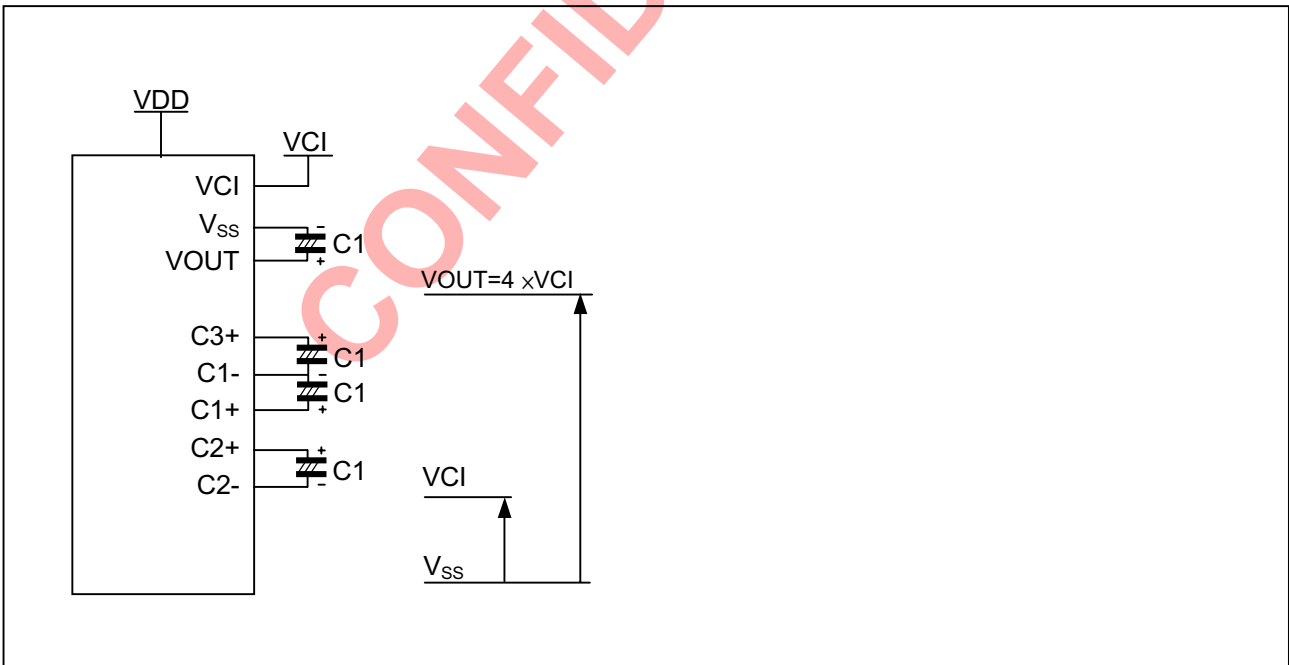 VDD
VCI
VCI
VSS
-
C1
VOUT
+
VOUT=4 ×VCI
C3+
+
C1
C1-
-
C1
C1+
+
C2+
+
C1
C2-
-
VCI
VSS